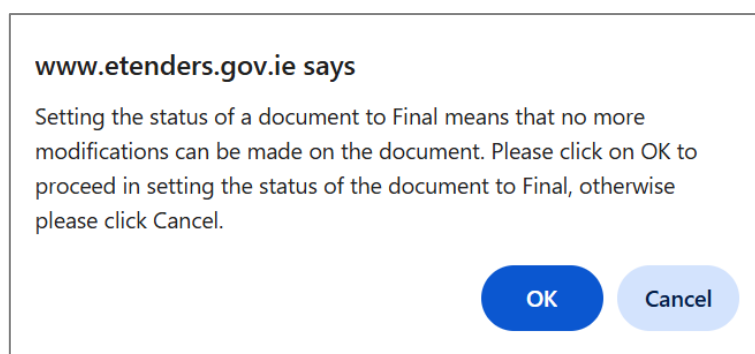 www.etenders.gov.ie says
Setting the status of a document to Final means that no more
modifications can be made on the document. Please click on OK to
proceed in setting the status of the document to Final, otherwise
please click Cancel.
OK
Cancel